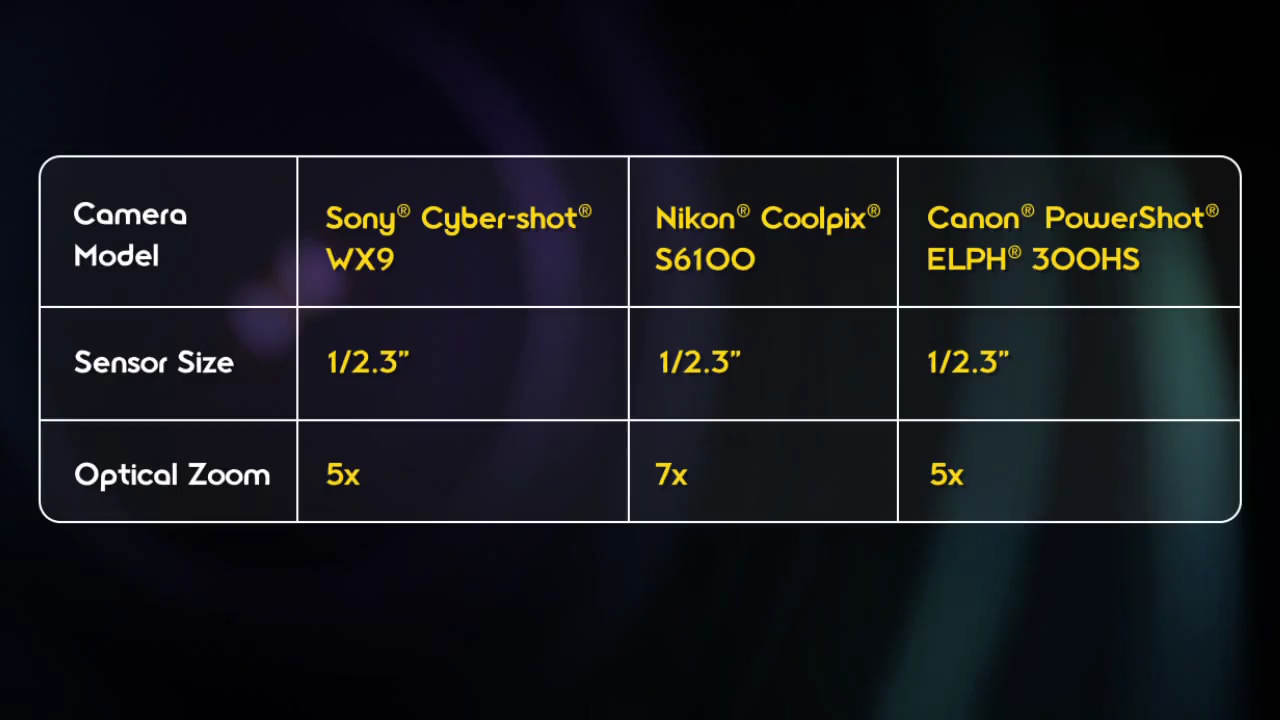 Camera
Model
Sony® Cyber-shot®
WX9
Nikon® Coolpix®
S6100
Canon® PowerShot®
ELPH® 300HS
Sensor Size
1/2.3”
1/2.3”
1/2.3”
Optical Zoom
5x
7x
5x